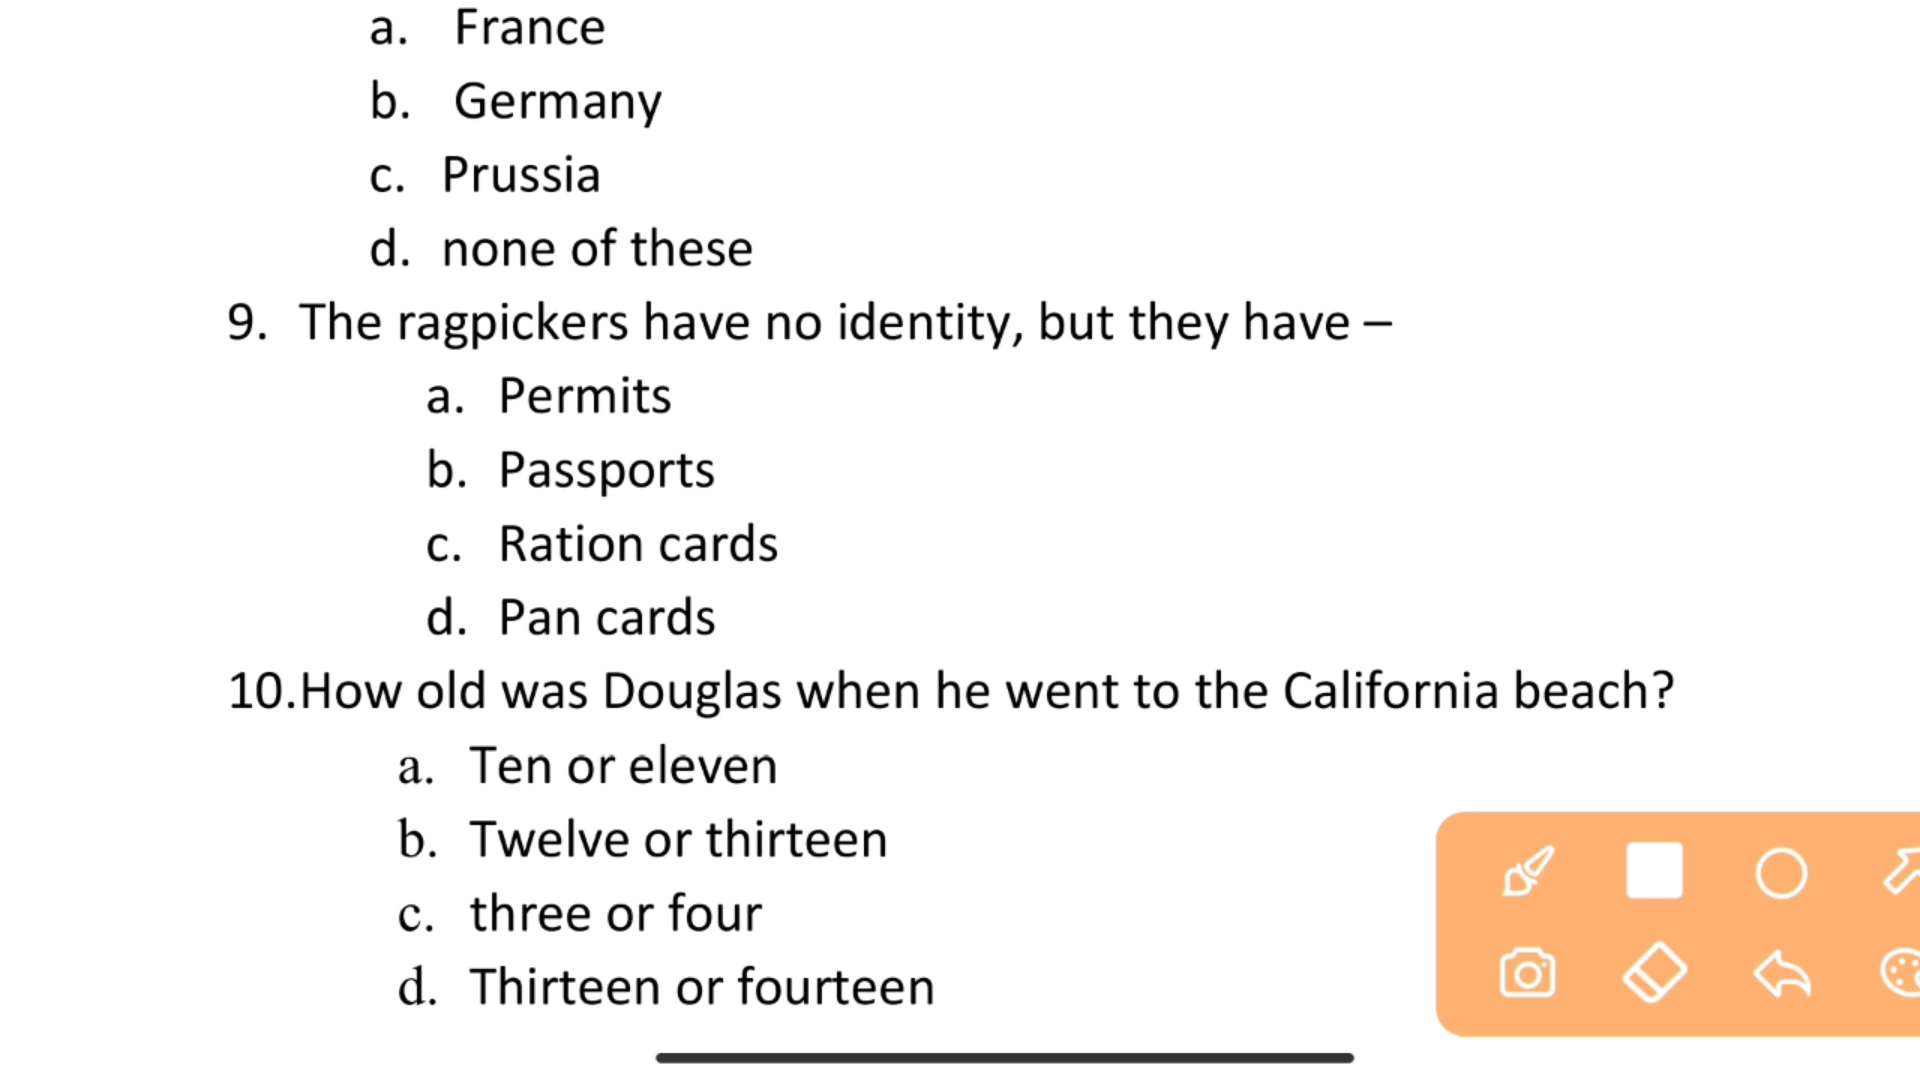 a. France
b. Germany
c. Prussia
d. none of these
9. The ragpickers have no identity, but they have –
a. Permits
b. Passports
c. Ration cards
d. Pan cards
10.How old was Douglas when he went to the California beach?
a. Ten or eleven
b. Twelve or thirteen
c. three or four
d. Thirteen or fourteen